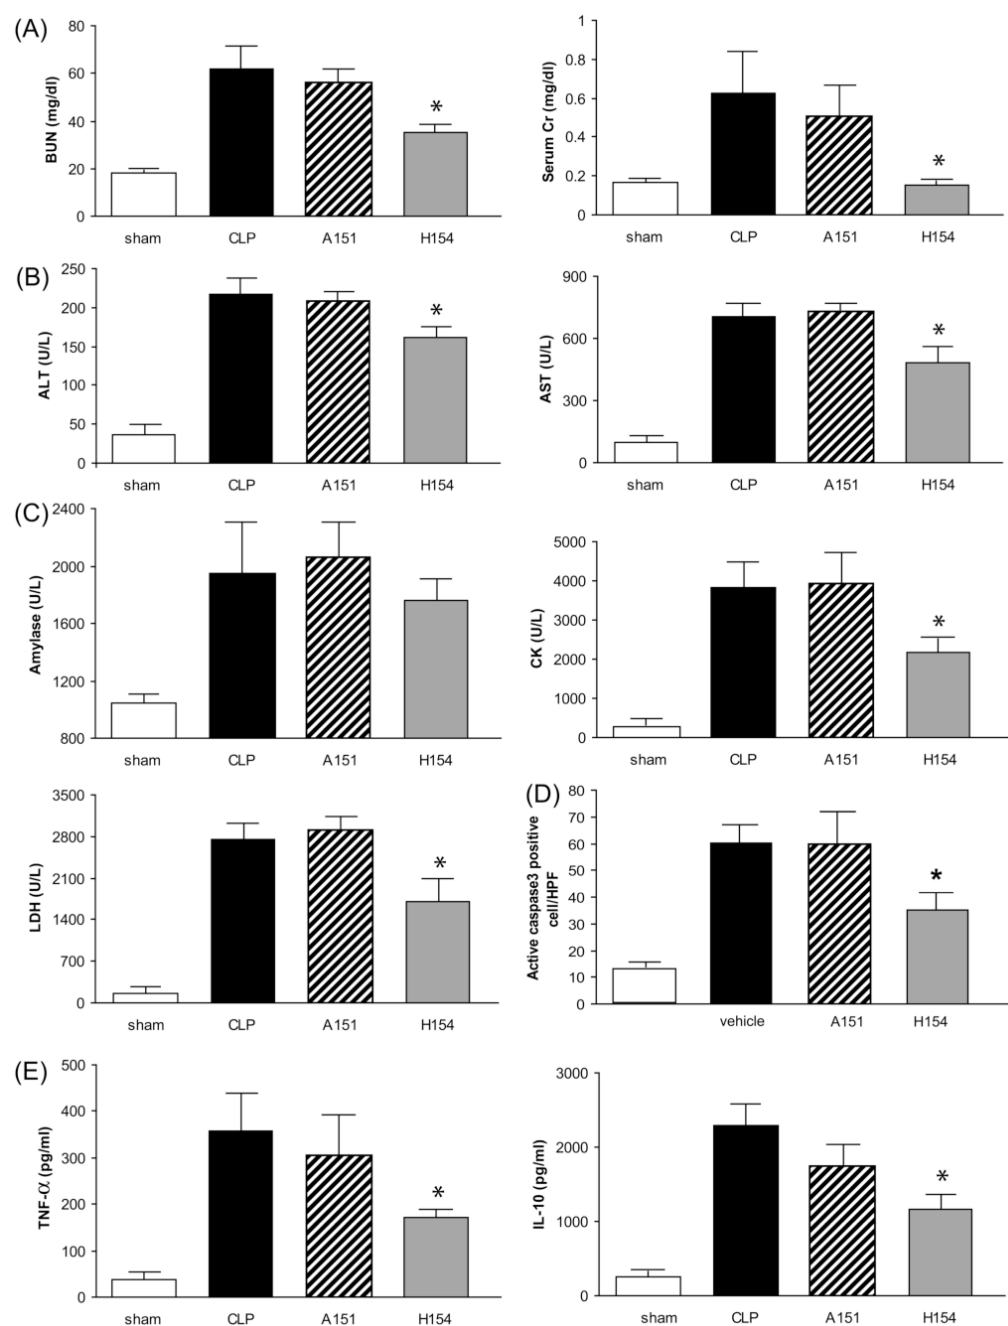 (A)
BUN (mg/dl)
80
60
40
20
0
*
sham CLP A151 H154
Serum Cr (mg/dl)
1
0.8
0.6
0.4
0.2
0
*
sham CLP A151 H154
(B)
ALT (U/L)
250
200
150
100
50
0
*
sham CLP A151 H154
AST (U/L)
900
600
300
0
*
sham CLP A151 H154
(C)
Amylase (U/L)
2400
2000
1600
1200
800
sham CLP A151 H154
CK (U/L)
5000
4000
3000
2000
1000
0
*
sham CLP A151 H154
LDH (U/L)
3500
2800
2100
1400
700
0
*
sham CLP A151 H154
(D)
Active caspase3 positive
cell/HPF
80
70
60
50
40
30
20
10
0
*
vehicle A151 H154
(E)
TNF-α (pg/ml)
500
400
300
200
100
0
*
sham CLP A151 H154
IL-10 (pg/ml)
3000
2000
1000
0
*
sham CLP A151 H154